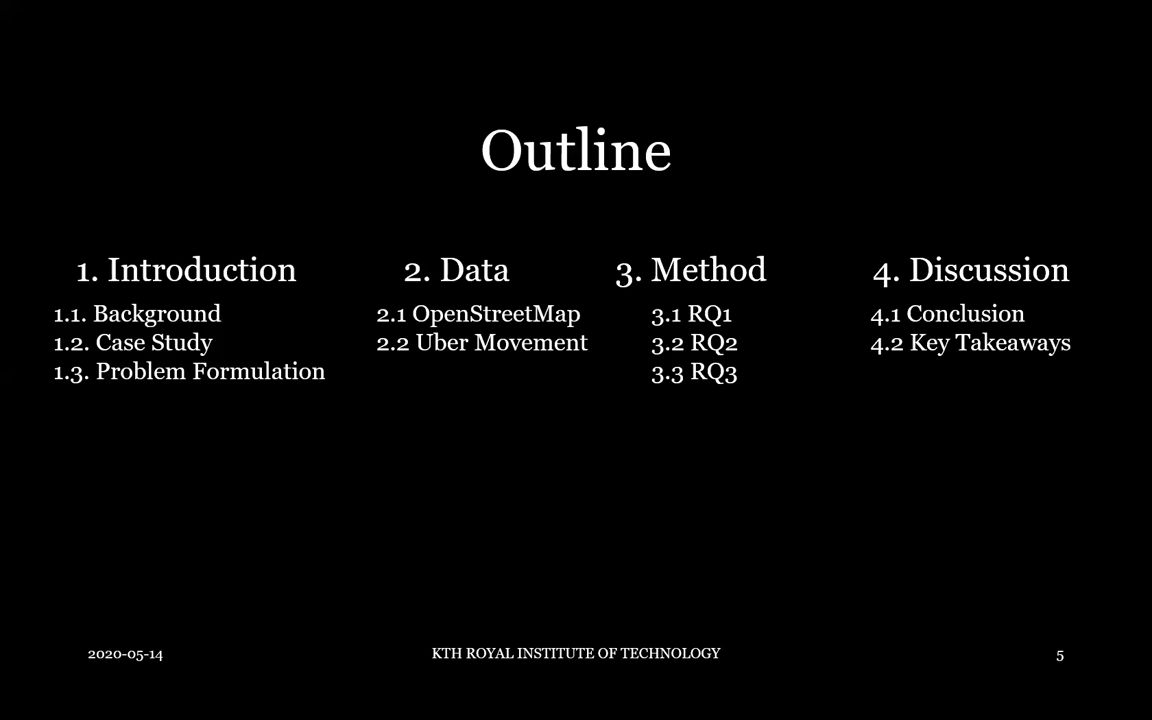 Outline
1. Introduction
1.1. Background
1.2. Case Study
1.3. Problem Formulation
2. Data
2.1 OpenStreetMap
2.2 Uber Movement
3. Method
3.1 RQ1
3.2 RQ2
3.3 RQ3
4. Discussion
4.1 Conclusion
4.2 Key Takeaways
2020-05-14
KTH ROYAL INSTITUTE OF TECHNOLOGY
5